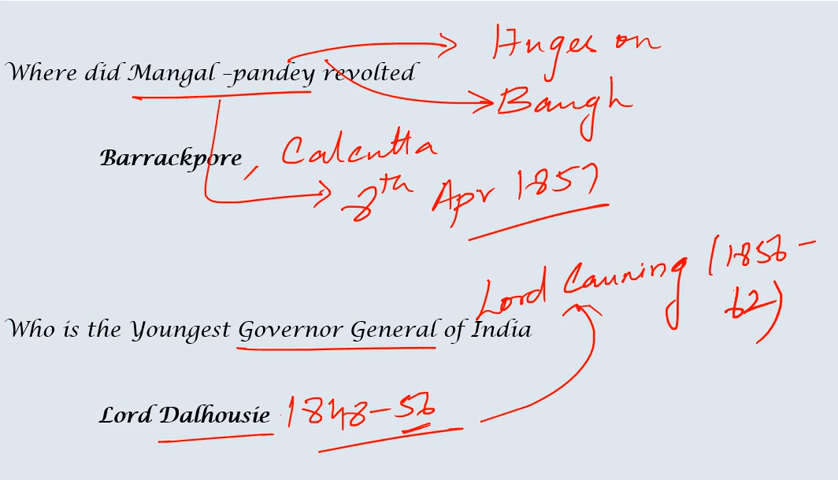 Huges on
Where did Mangal -pandey revolted
Baugh
Barrackpore, Calcutta
8th Apr 1857
Lord Canning (1856-
62)
Who is the Youngest Governor General of India
Lord Dalhousie 1848-56